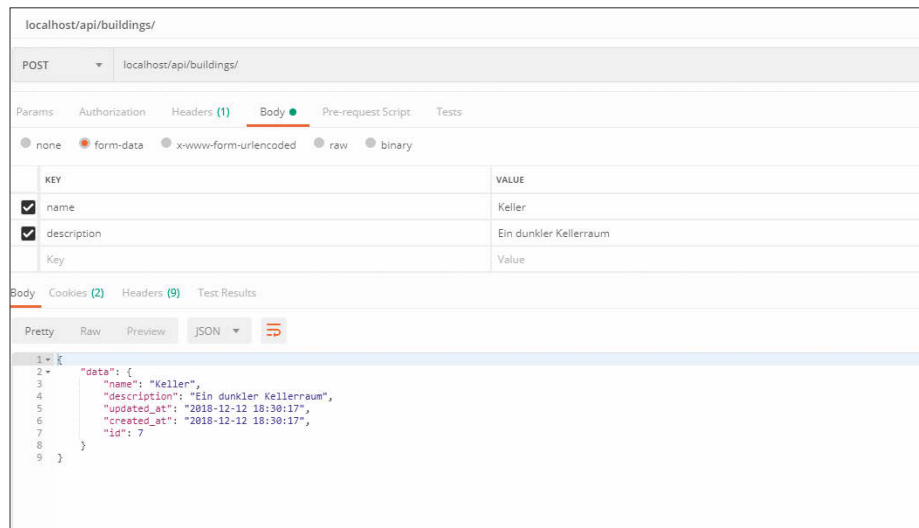 localhost/api/buildings/
POST localhost/api/buildings/
Params Authorization Headers (1) Body Pre-request Script Tests
none form-data x-www-form-urlencoded raw binary
KEY VALUE
name Keller
description Ein dunkler Kellerraum
Key Value
Body Cookies (2) Headers (9) Test Results
Pretty Raw Preview JSON
1 {
2 "data": {
3 "name": "Keller",
4 "description": "Ein dunkler Kellerraum",
5 "updated_at": "2018-12-12 18:30:17",
6 "created_at": "2018-12-12 18:30:17",
7 "id": 7
8 }
9 }